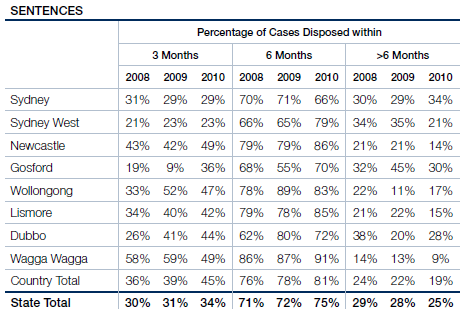 SENTENCES
Percentage of Cases Disposed within
3 Months 6 Months >6 Months
2008 2009 2010 2008 2009 2010 2008 2009 2010
Sydney 31% 29% 29% 70% 71% 66% 30% 29% 34%
Sydney West 21% 23% 23% 66% 65% 79% 34% 35% 21%
Newcastle 43% 42% 49% 79% 79% 86% 21% 21% 14%
Gosford 19% 9% 36% 68% 55% 70% 32% 45% 30%
Wollongong 33% 52% 47% 78% 89% 83% 22% 11% 17%
Lismore 34% 40% 42% 79% 78% 85% 21% 22% 15%
Dubbo 26% 41% 44% 62% 80% 72% 38% 20% 28%
Wagga Wagga 58% 59% 49% 86% 87% 91% 14% 13% 9%
Country Total 36% 39% 45% 76% 78% 81% 24% 22% 19%
State Total 30% 31% 34% 71% 72% 75% 29% 28% 25%